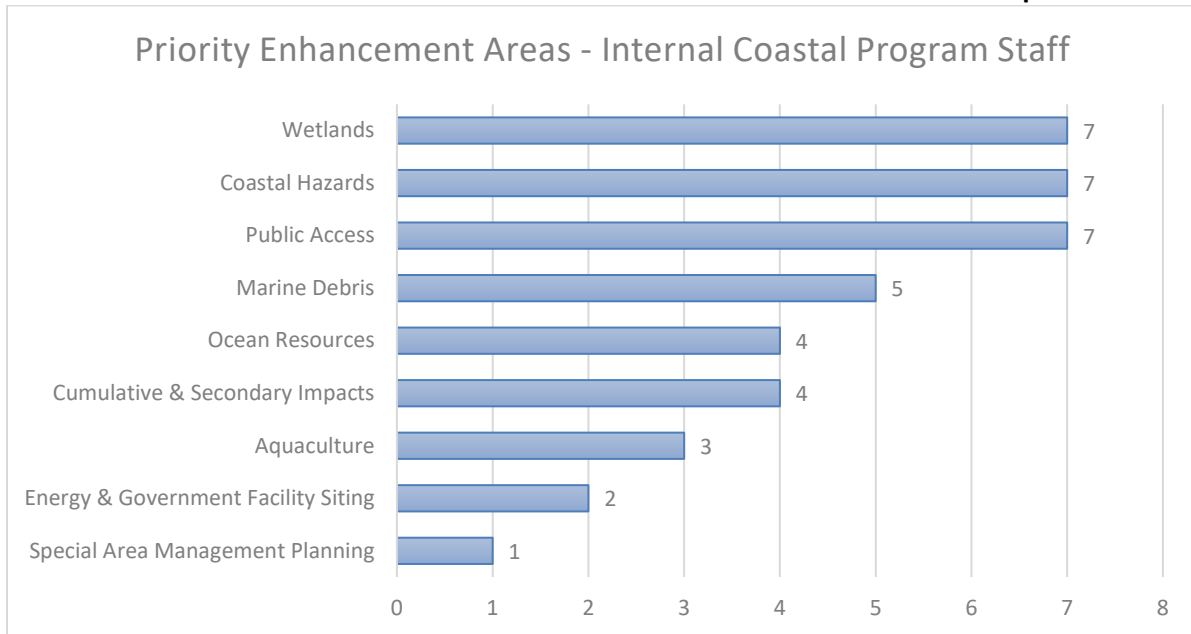 Priority Enhancement Areas - Internal Coastal Program Staff
Wetlands 7
Coastal Hazards 7
Public Access 7
Marine Debris 5
Ocean Resources 4
Cumulative & Secondary Impacts 4
Aquaculture 3
Energy & Government Facility Siting 2
Special Area Management Planning 1
0 1 2 3 4 5 6 7 8